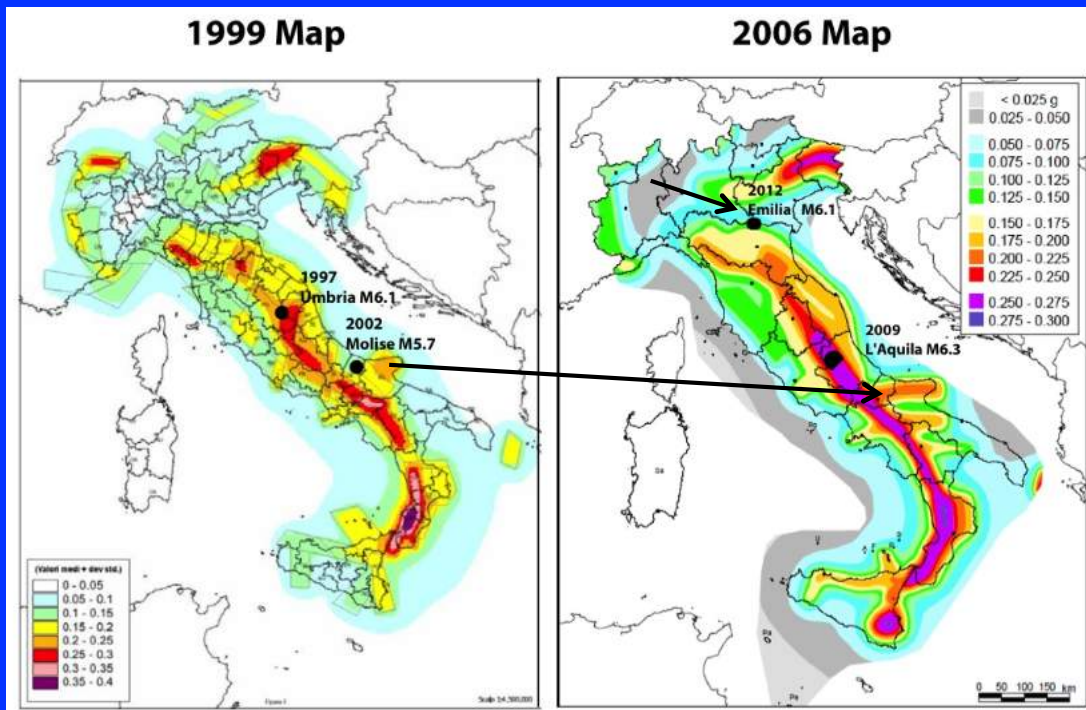 1999 Map
2006 Map
1997
Umbria M6.1
2002
Molise M5.7
(Valori medi + dev std.)
0 - 0.05
0.05 - 0.1
0.1 - 0.15
0.15 - 0.2
0.2 - 0.25
0.25 - 0.3
0.3 - 0.35
0.35 - 0.4
2012
Emilia M6.1
2009
L'Aquila M6.3
< 0.025 g
0.025 - 0.050
0.050 - 0.075
0.075 - 0.100
0.100 - 0.125
0.125 - 0.150
0.150 - 0.175
0.175 - 0.200
0.200 - 0.225
0.225 - 0.250
0.250 - 0.275
0.275 - 0.300
0 50 100 150 km